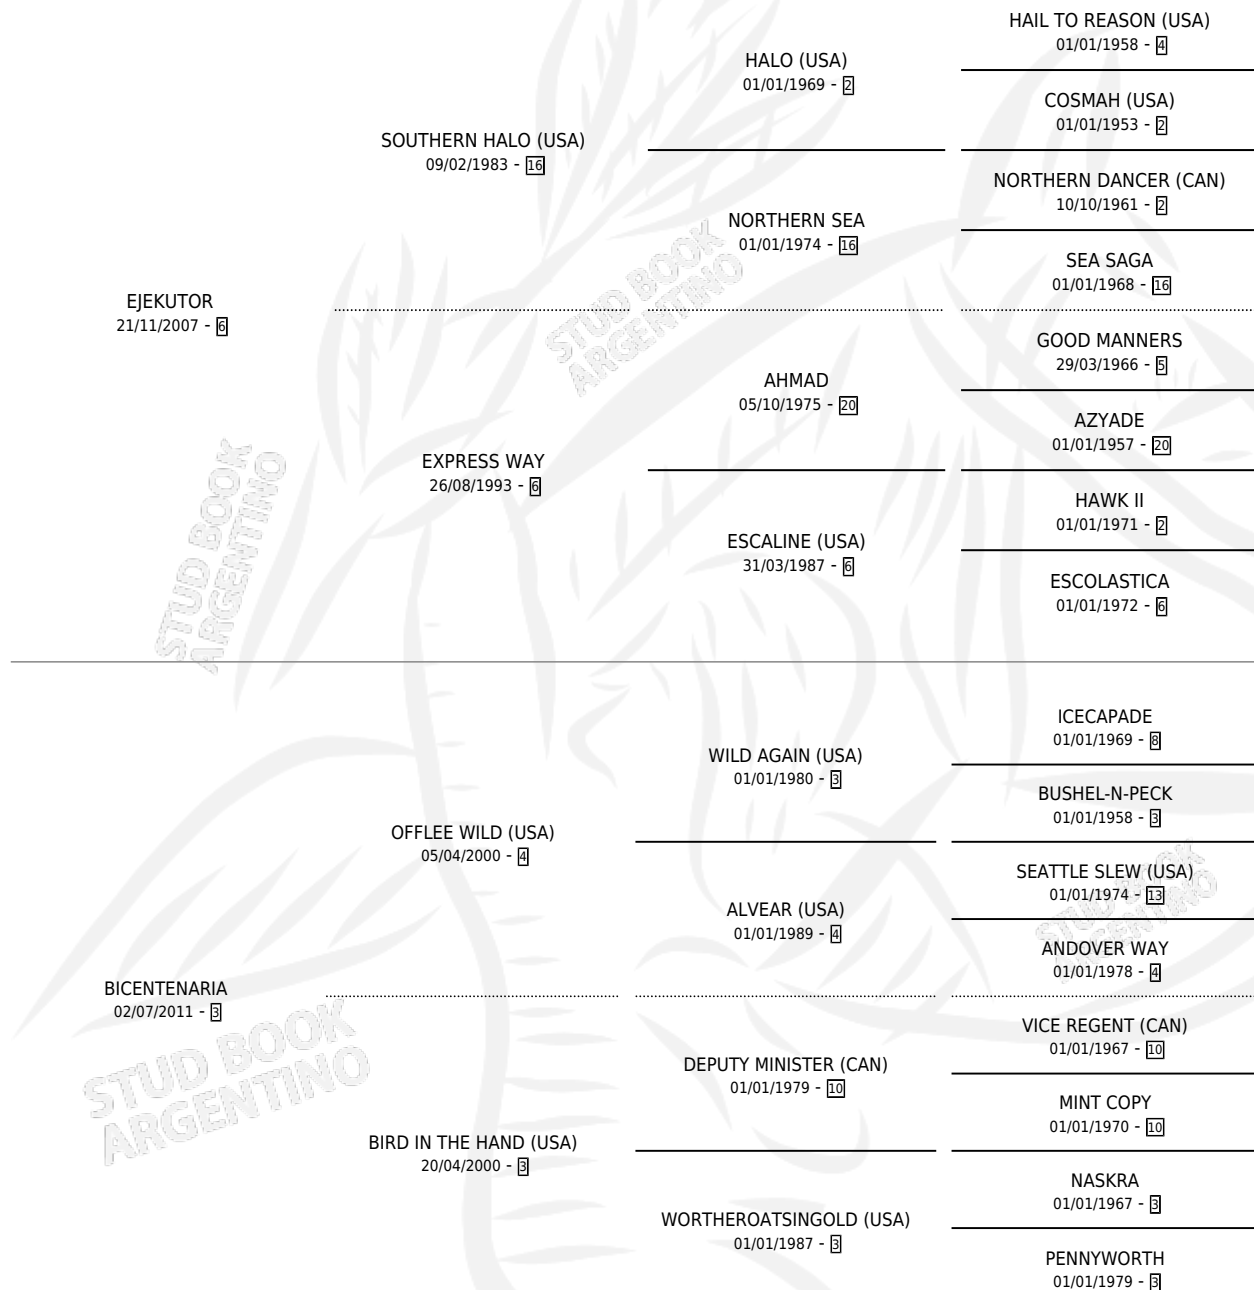 HAIL TO REASON (USA)
01/01/1958 - 4
HALO (USA)
01/01/1969 - 2
COSMAH (USA)
01/01/1953 - 2
SOUTHERN HALO (USA)
09/02/1983 - 16
NORTHERN DANCER (CAN)
10/10/1961 - 2
NORTHERN SEA
01/01/1974 - 16
SEA SAGA
01/01/1968 - 16
EJEKUTOR
21/11/2007 - 6
GOOD MANNERS
29/03/1966 - 5
AHMAD
05/10/1975 - 20
AZYADE
01/01/1957 - 20
EXPRESS WAY
26/08/1993 - 6
HAWK II
01/01/1971 - 2
ESCALINE (USA)
31/03/1987 - 6
ESCOLASTICA
01/01/1972 - 6
ICECAPADE
01/01/1969 - 8
WILD AGAIN (USA)
01/01/1980 - 3
BUSHEL-N-PECK
01/01/1958 - 3
OFFLEE WILD (USA)
05/04/2000 - 4
SEATTLE SLEW (USA)
01/01/1974 - 13
ALVEAR (USA)
01/01/1989 - 4
ANDOVER WAY
01/01/1978 - 4
BICENTENARIA
02/07/2011 - 3
VICE REGENT (CAN)
01/01/1967 - 10
DEPUTY MINISTER (CAN)
01/01/1979 - 10
MINT COPY
01/01/1970 - 10
BIRD IN THE HAND (USA)
20/04/2000 - 3
NASKRA
01/01/1967 - 3
WORTHEROATSINGOLD (USA)
01/01/1987 - 3
PENNYWORTH
01/01/1979 - 3
STUD BOOK
ARGENTINO
STUD BOOK
ARGENTINO
STUD BOOK
ARGENTINO
STUD BOOK
ARGENTINO